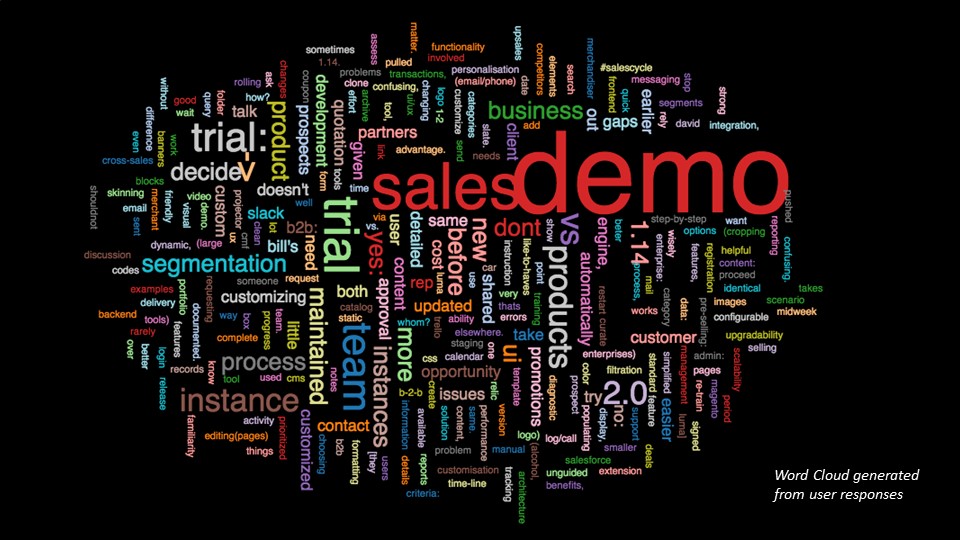 matter.
upsales
assess
functionality
involved
sometimes
1.14.
problems
pulled
transactions,
personalisation
(email/phone)
competitors
elements
merchandiser
search
date
#salescycle
messaging
stop
changes
ask
rolling
how?
coupon
development
effort
clone
confusing,
archive
tool,
ui/ux
changing
logo
1-2
customize
categories
slate.
send
needs
business
add
client
out
gaps
frontend
quick
earlier
rely
segments
david
strong
integration,
without
good
wait
query
folder
talk
product
prospects
quotation
form
tools
partners
given
link
advantage.
time
difference
even
banners
work
trial:
cross-sales
decide
v
doesn't
well
sales
demo
pushed
blocks
skinning
email
sent
merchant
friendly
visual
video
demo.
custom
ux
projector
cmf
clean
slack
lot
b2b:
bill's
need
trial
vs.
via
yes:
user
detailed
same
before
cost
luma
new
use
car
dont
shared
instruction
like-to-haves
show
point
vs
products
engine,
automatically
restart
curate
beter
1.14
process,
step-by-step
options
want
(cropping
enterprise:
wisely
features,
registration
helpful
content:
proceed
identical
reporting
confusing.
shouldnot
dynamic,
(large
discussion
codes
segmentation
someone
request
requesting
customizing
examples
delivery
portfolio
documented.
tools)
backend
rarely
features
way
box
progress
team.
complete
little
maintained
both
catalog
static
team
approval
content
rep
updated
whom?
trello
ability
very
thats
errors
training
elsewhere.
staging
take
mail
works
category
data:
pre-selling
images
configurable
takes
scenario
midweek
upgradability
selling
customer
over
better
login
release
records
know
process
tool
used
cms
notes
instances
more
css
calendar
one
opportunity
relic
ui
template
promotions
diagnostic
color
enterprises)
filtration
prospect
populating
try
2.0
no:
display,
support
standard
feature
simplified
easier
management
luma]
admin:
pages
re-train
magento
signed
scalability
period
instance
familiarity
activity
prioritized
editing(pages)
things
customized
choosing
contact
b2b
formatting
[they
users
b-2-b
information
details
available
create
reports
criteria:
issues
solution
content,
same.
performance
version
problem
customisation
time-line
manual
tracking
logo)
log/call
(alcohol,
architecture
salesforce
unguided
benefits,
extension
smaller
deals
Word Cloud generated
from user responses